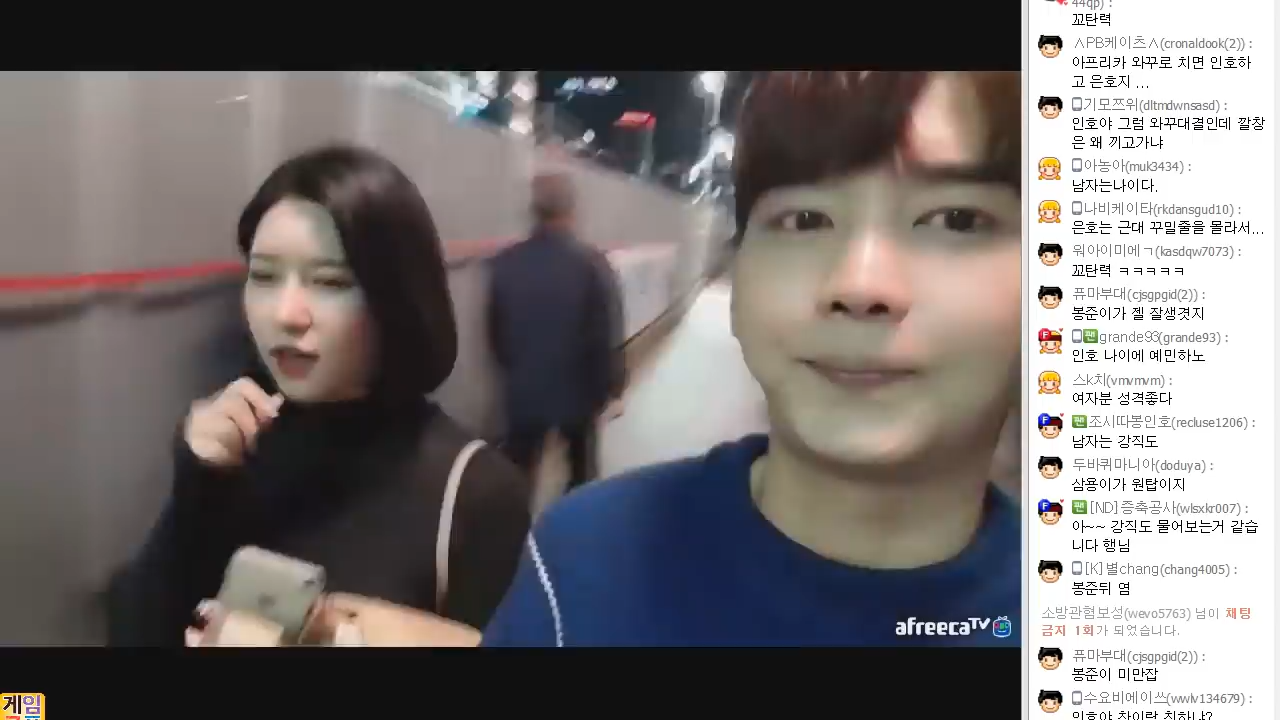 44qp) :
꼬탄력
ㅅPB케이츠ㅅ(cronaldook(2)) :
아프리카 와꾸로 치면 인호하
고 은호지 ...
기모쯔위(dltmdwnsasd) :
인호야 그럼 와꾸대결인데 깔창
은 왜 끼고가냐
아농아(muk3434) :
남자는나이다.
나비케이타(rkdansgud10) :
은호는 근대 꾸밀줄을 몰라서...
워아이미에ㄱ(kasdqw7073) :
꼬탄력 ㅋㅋㅋㅋㅋ
퓨마부대(cjsgpgid(2)) :
봉준이가 젤 잘생겻지
팬 grande93(grande93) :
인호 나이에 예민하노
스k치(vmvmvm) :
여자분 성격좋다
팬 조시따봉인호(recluse1206) :
남자는 강직도
두바퀴마니아(doduya) :
삼용이가 원탑이지
팬 [ND]증축공사(wlsxkr007) :
아~~ 강직도 물어보는거 같습
니다 행님
[K]별chang(chang4005) :
봉준뒤 염
소방관혐보성(wevo5763) 님이 채팅
금지 1회가 되었습니다.
퓨마부대(cjsgpgid(2)) :
봉준이 미만잡
수요비에이쓰(wwlv134679) :
afreecaTV
게임